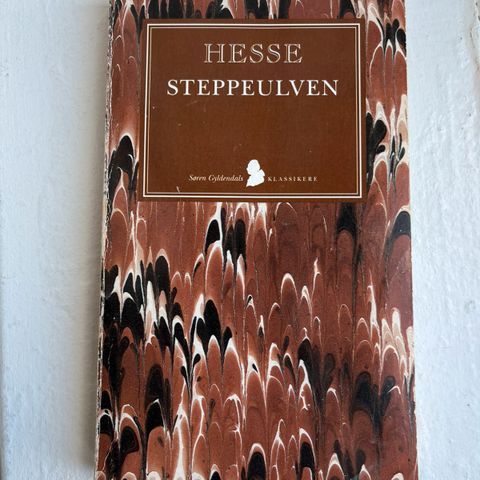 HESSE
STEPPEULVEN
Søren Gyldendals KLASSIKERE